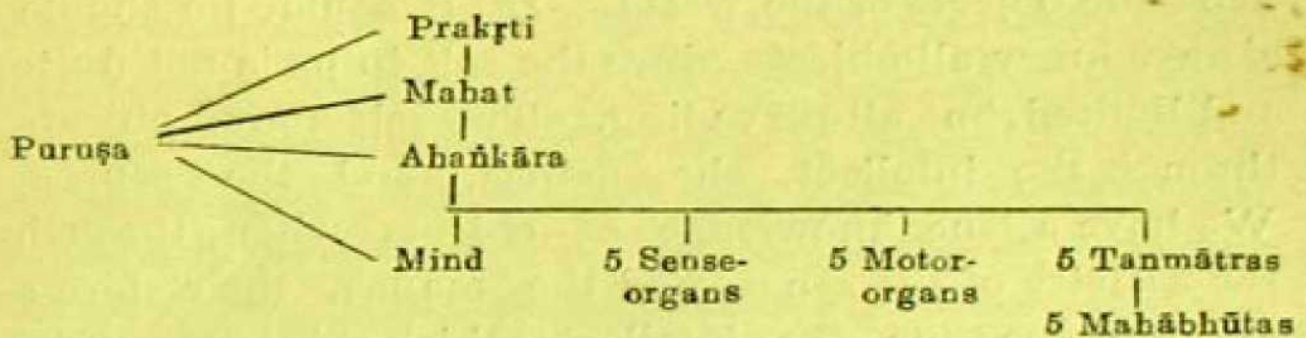 Prakṛti
Mahat
Puruṣa
Ahaṅkāra
Mind 5 Sense- 5 Motor- 5 Tanmātras
organs organs
5 Mahābhūtas